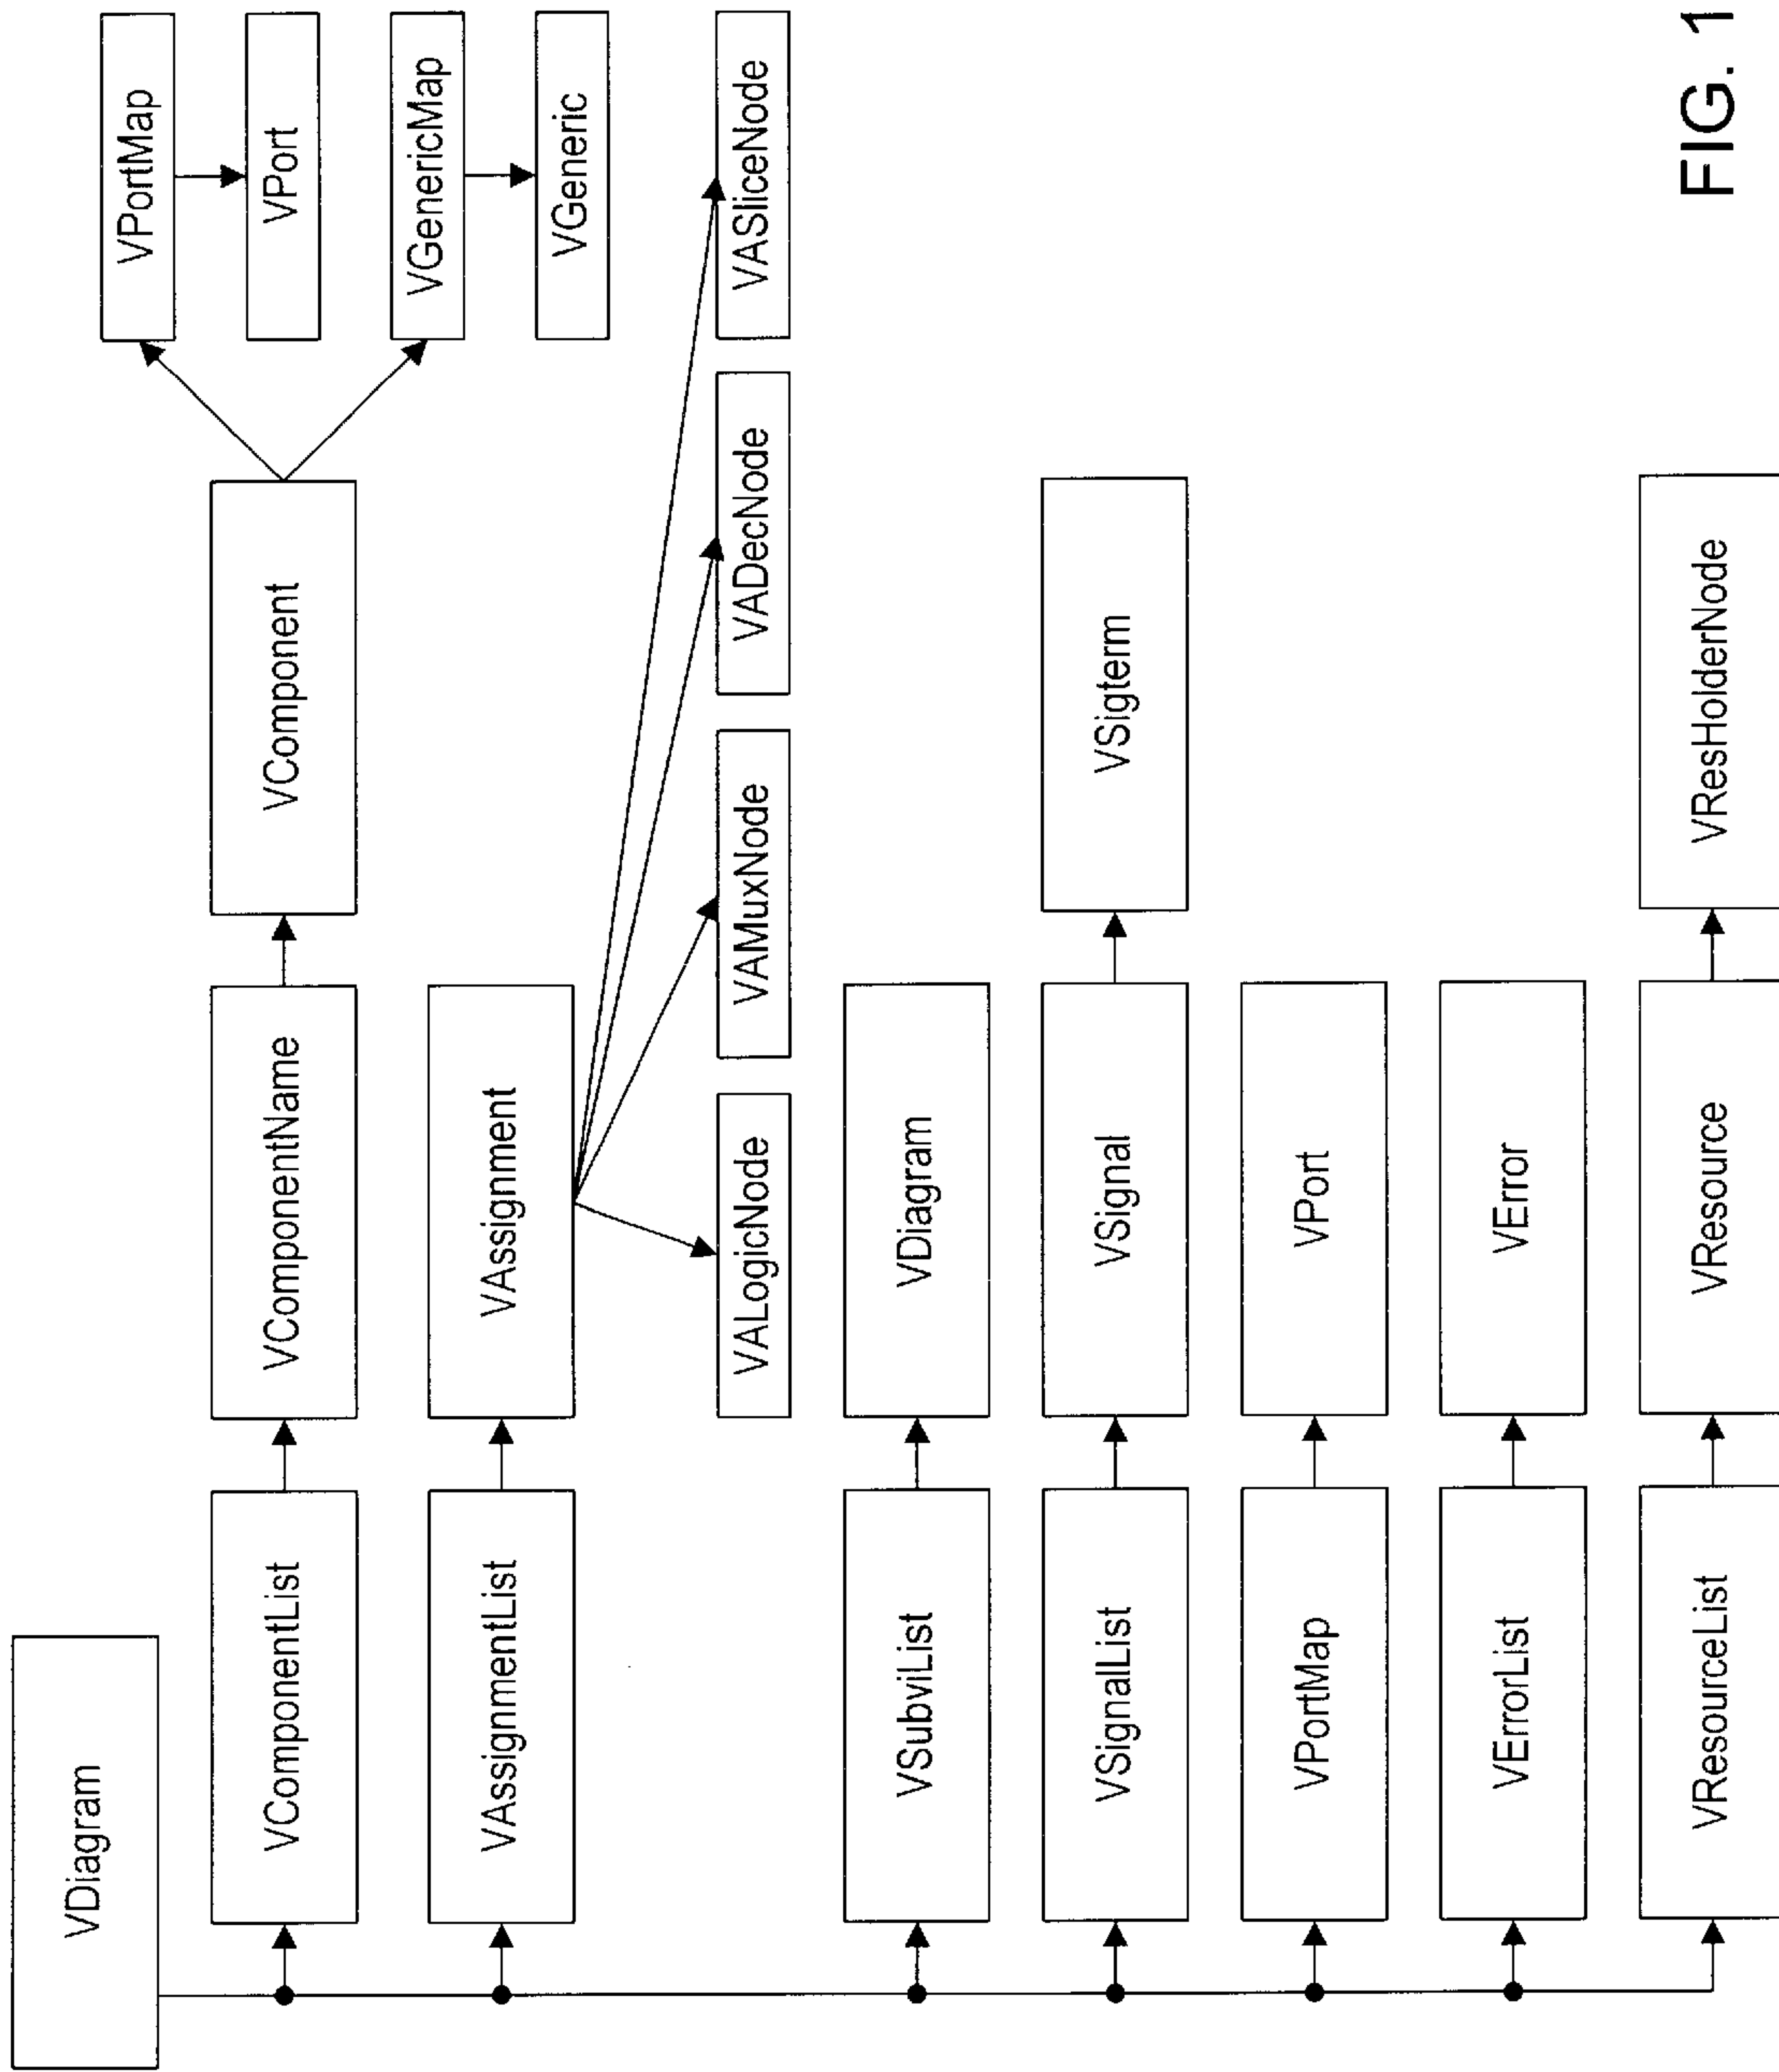 VDiagram
VComponentList
VComponentName
VComponent
VPortMap
VPort
VGenericMap
VGeneric
VAssignmentList
VAssignment
VALogicNode
VAMuxNode
VADecNode
VASliceNode
VSubviList
VDiagram
VSignalList
VSignal
VSigterm
VPortMap
VPort
VErrorList
VError
VResourceList
VResource
VResHolderNode
FIG. 1